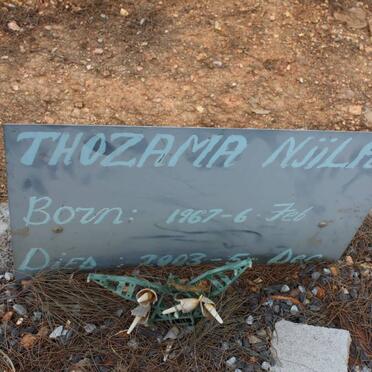 THOZAMA NJILA
Born: 1967-6 Feb
Died: 2003-5 Dec